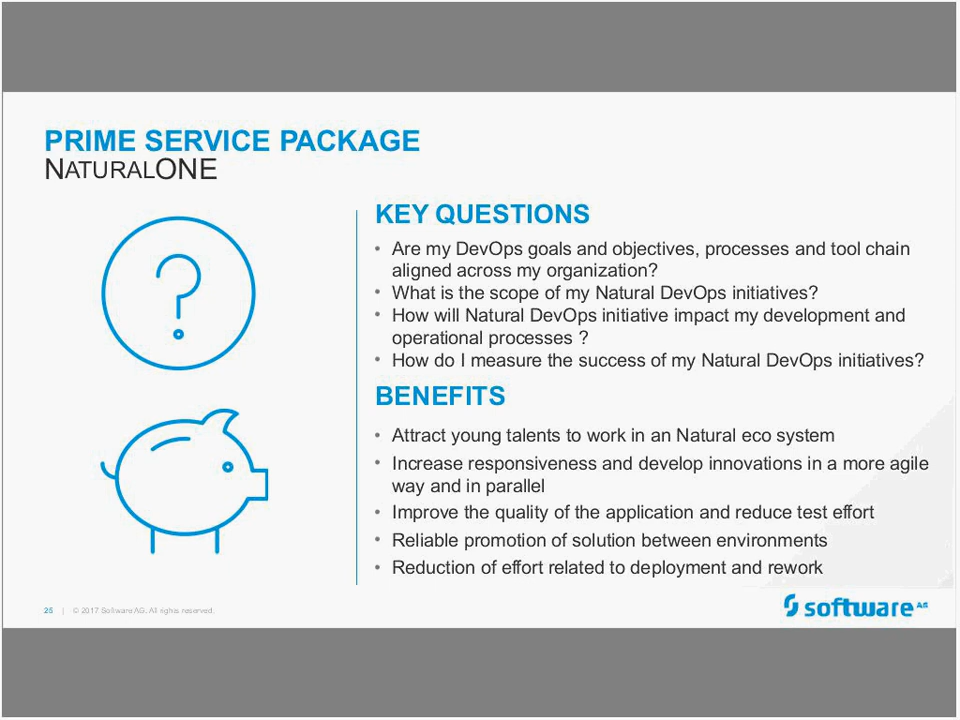 PRIME SERVICE PACKAGE
NATURALONE
KEY QUESTIONS
• Are my DevOps goals and objectives, processes and tool chain
aligned across my organization?
• What is the scope of my Natural DevOps initiatives?
• How will Natural DevOps initiative impact my development and
operational processes ?
• How do I measure the success of my Natural DevOps initiatives?
BENEFITS
• Attract young talents to work in an Natural eco system
• Increase responsiveness and develop innovations in a more agile
way and in parallel
• Improve the quality of the application and reduce test effort
• Reliable promotion of solution between environments
• Reduction of effort related to deployment and rework
25 | © 2017 Software AG. All rights reserved.
software AG